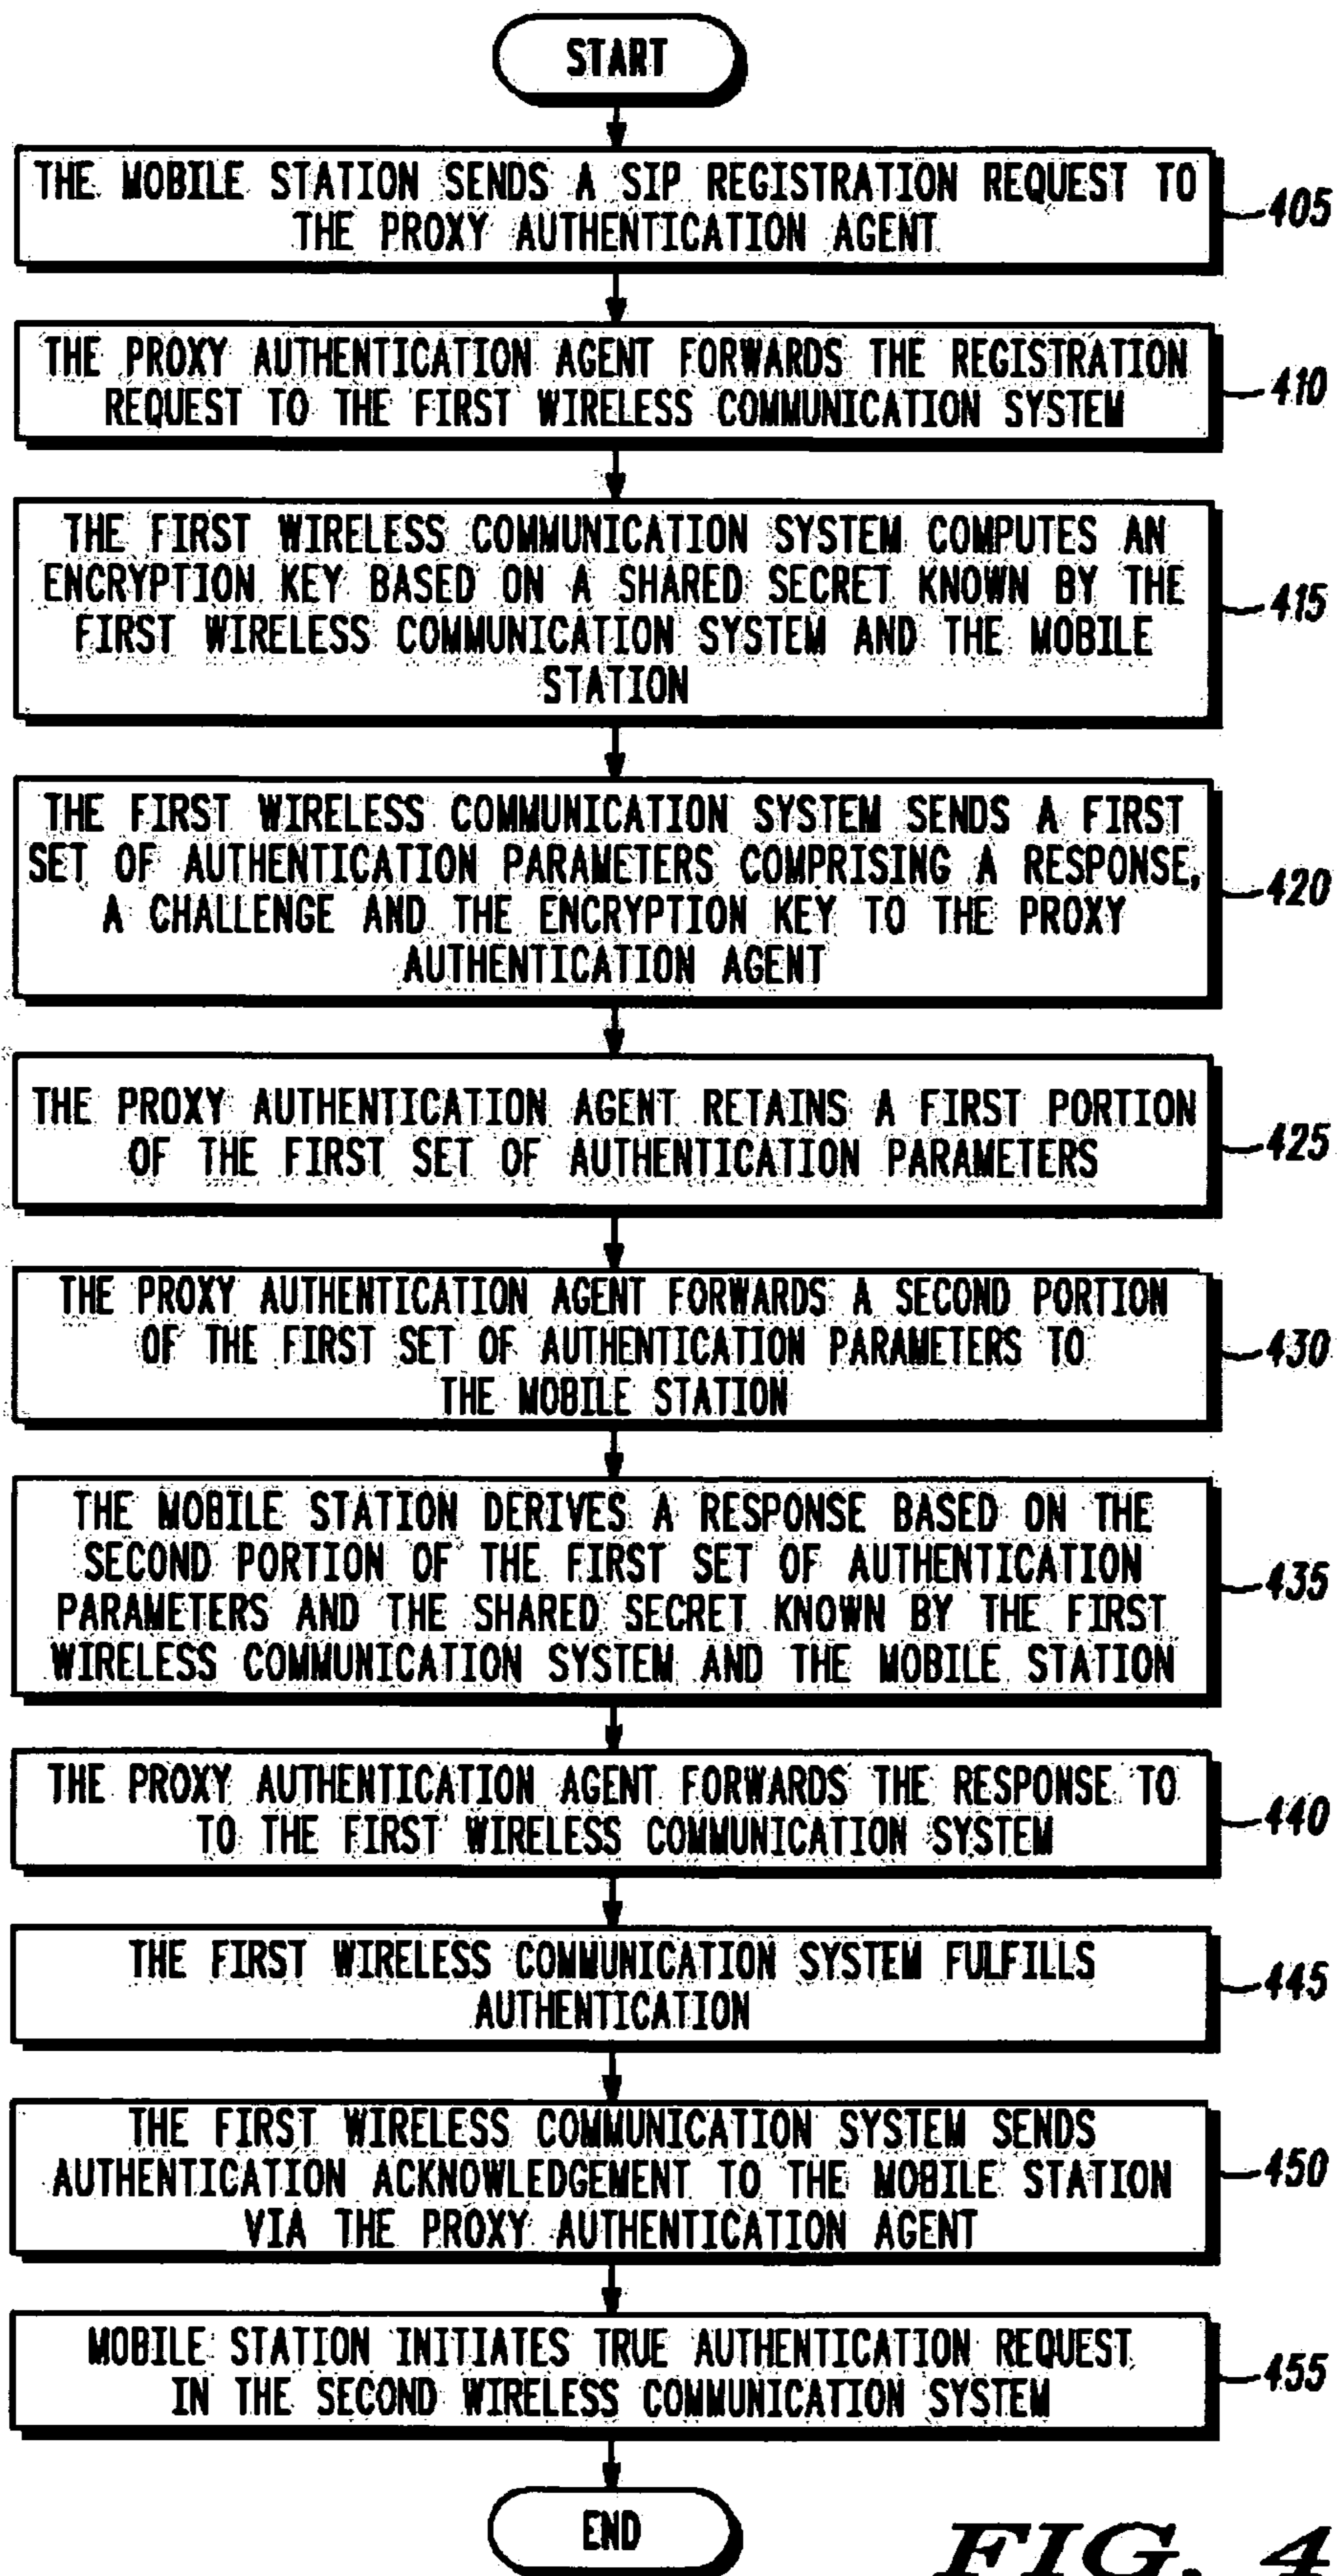 START
THE MOBILE STATION SENDS A SIP REGISTRATION REQUEST TO
THE PROXY AUTHENTICATION AGENT
405
THE PROXY AUTHENTICATION AGENT FORWARDS THE REGISTRATION
REQUEST TO THE FIRST WIRELESS COMMUNICATION SYSTEM
410
THE FIRST WIRELESS COMMUNICATION SYSTEM COMPUTES AN
ENCRYPTION KEY BASED ON A SHARED SECRET KNOWN BY THE
FIRST WIRELESS COMMUNICATION SYSTEM AND THE MOBILE
STATION
415
THE FIRST WIRELESS COMMUNICATION SYSTEM SENDS A FIRST
SET OF AUTHENTICATION PARAMETERS COMPRISING A RESPONSE,
A CHALLENGE AND THE ENCRYPTION KEY TO THE PROXY
AUTHENTICATION AGENT
420
THE PROXY AUTHENTICATION AGENT RETAINS A FIRST PORTION
OF THE FIRST SET OF AUTHENTICATION PARAMETERS
425
THE PROXY AUTHENTICATION AGENT FORWARDS A SECOND PORTION
OF THE FIRST SET OF AUTHENTICATION PARAMETERS TO
THE MOBILE STATION
430
THE MOBILE STATION DERIVES A RESPONSE BASED ON THE
SECOND PORTION OF THE FIRST SET OF AUTHENTICATION
PARAMETERS AND THE SHARED SECRET KNOWN BY THE FIRST
WIRELESS COMMUNICATION SYSTEM AND THE MOBILE STATION
435
THE PROXY AUTHENTICATION AGENT FORWARDS THE RESPONSE TO
TO THE FIRST WIRELESS COMMUNICATION SYSTEM
440
THE FIRST WIRELESS COMMUNICATION SYSTEM FULFILLS
AUTHENTICATION
445
THE FIRST WIRELESS COMMUNICATION SYSTEM SENDS
AUTHENTICATION ACKNOWLEDGEMENT TO THE MOBILE STATION
VIA THE PROXY AUTHENTICATION AGENT
450
MOBILE STATION INITIATES TRUE AUTHENTICATION REQUEST
IN THE SECOND WIRELESS COMMUNICATION SYSTEM
455
END
FIG. 4